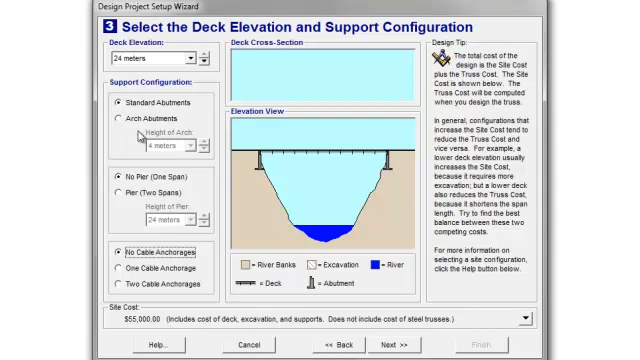 Design Project Setup Wizard
3 Select the Deck Elevation and Support Configuration
Deck Elevation:
24 meters
Support Configuration:
Standard Abutments
Arch Abutments
Height of Arch:
4 meters
No Pier (One Span)
Pier (Two Spans)
Height of Pier:
24 meters
No Cable Anchorages
One Cable Anchorage
Two Cable Anchorages
Deck Cross-Section
Elevation View
= River Banks
= Excavation
= River
= Deck
= Abutment
Design Tip:
The total cost of the
design is the Site Cost
plus the Truss Cost. The Site
Cost is shown below. The
Truss Cost will be computed
when you design the truss.
In general, configurations that
increase the Site Cost tend to
reduce the Truss Cost and
vice versa. For example, a
lower deck elevation usually
increases the Site Cost,
because it requires more
excavation; but a lower deck
also reduces the Truss Cost,
because it shortens the span
length. Try to find the best
balance between these two
competing costs.
For more information on
selecting a site configuration,
click the Help button below.
Site Cost:
$55,000.00 (Includes cost of deck, excavation, and supports. Does not include cost of steel trusses.)
Help...
Cancel
<< Back
Next >>
Finish